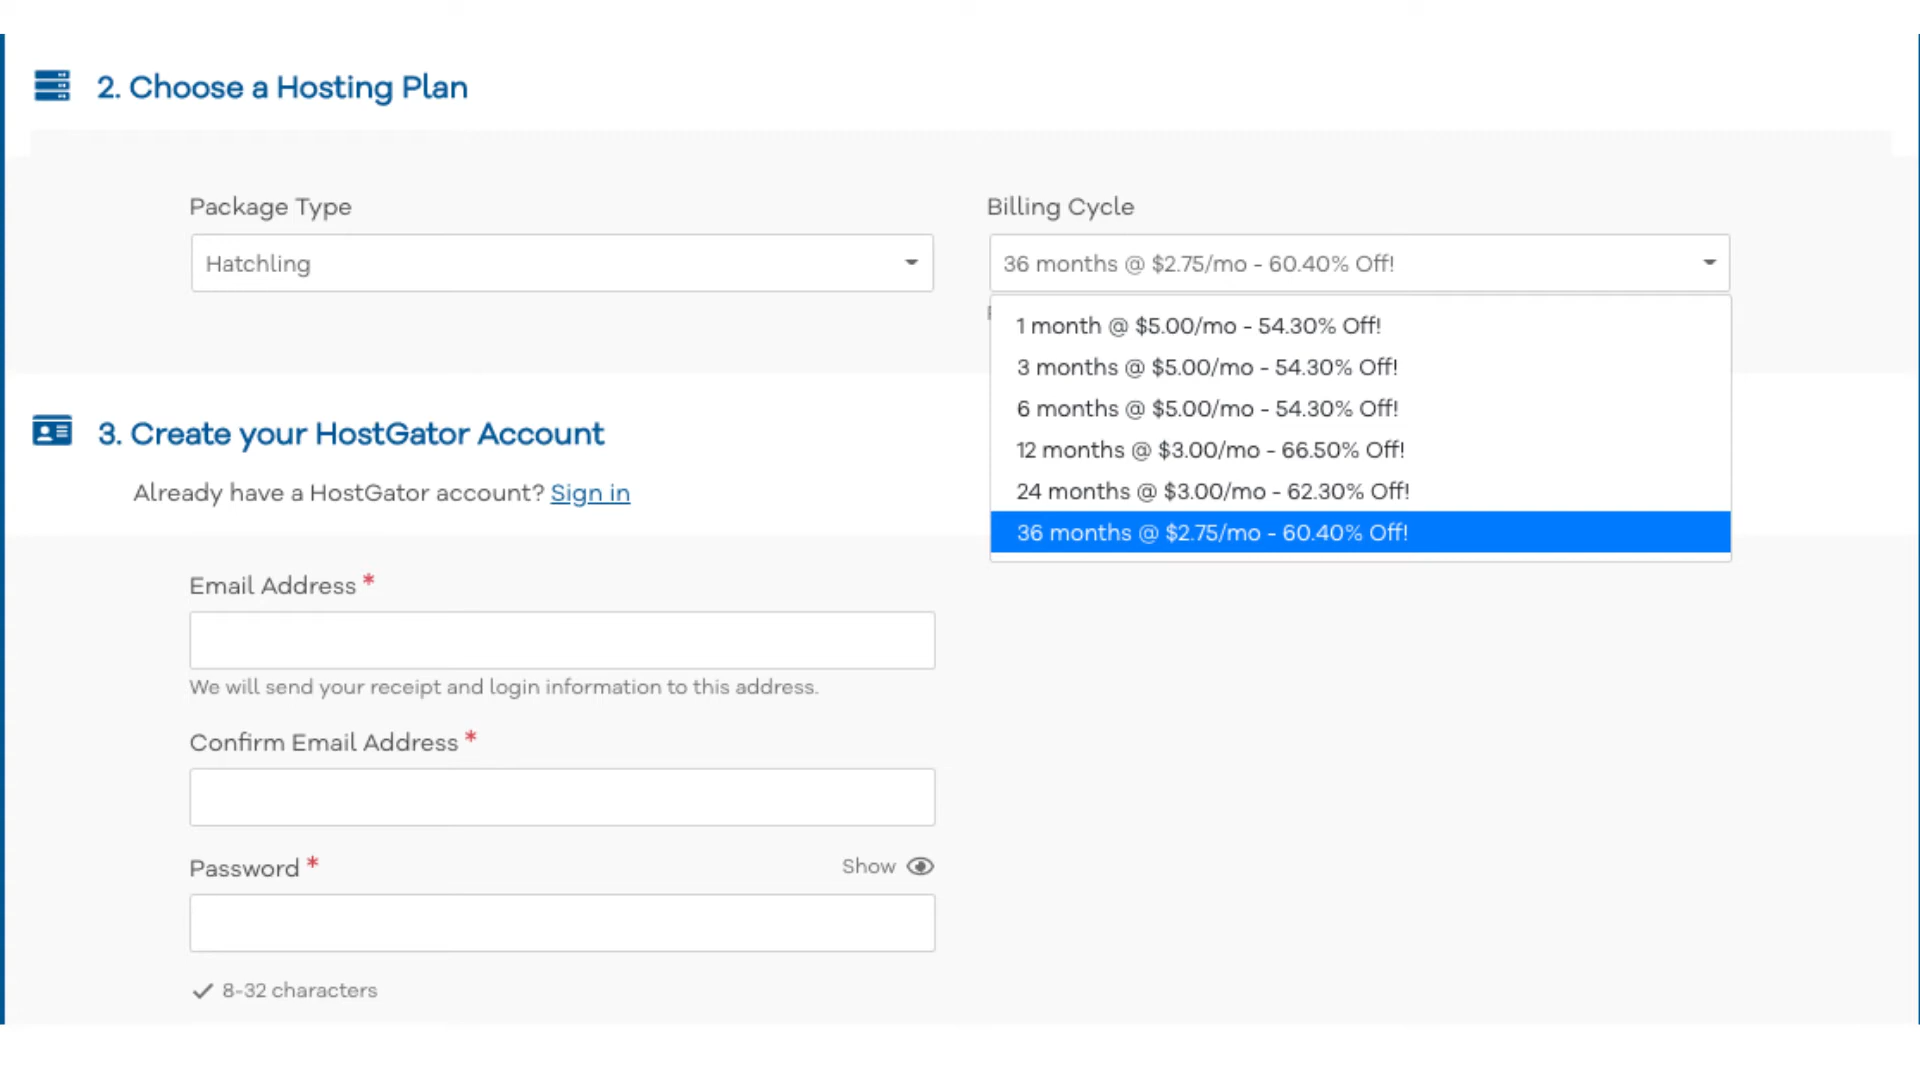 2. Choose a Hosting Plan
Package Type
Hatchling
Billing Cycle
36 months @ $2.75/mo - 60.40% Off!
1 month @ $5.00/mo - 54.30% Off!
3 months @ $5.00/mo - 54.30% Off!
6 months @ $5.00/mo - 54.30% Off!
12 months @ $3.00/mo - 66.50% Off!
24 months @ $3.00/mo - 62.30% Off!
36 months @ $2.75/mo - 60.40% Off!
3. Create your HostGator Account
Already have a HostGator account? Sign in
Email Address *
We will send your receipt and login information to this address.
Confirm Email Address *
Password *
Show
8-32 characters